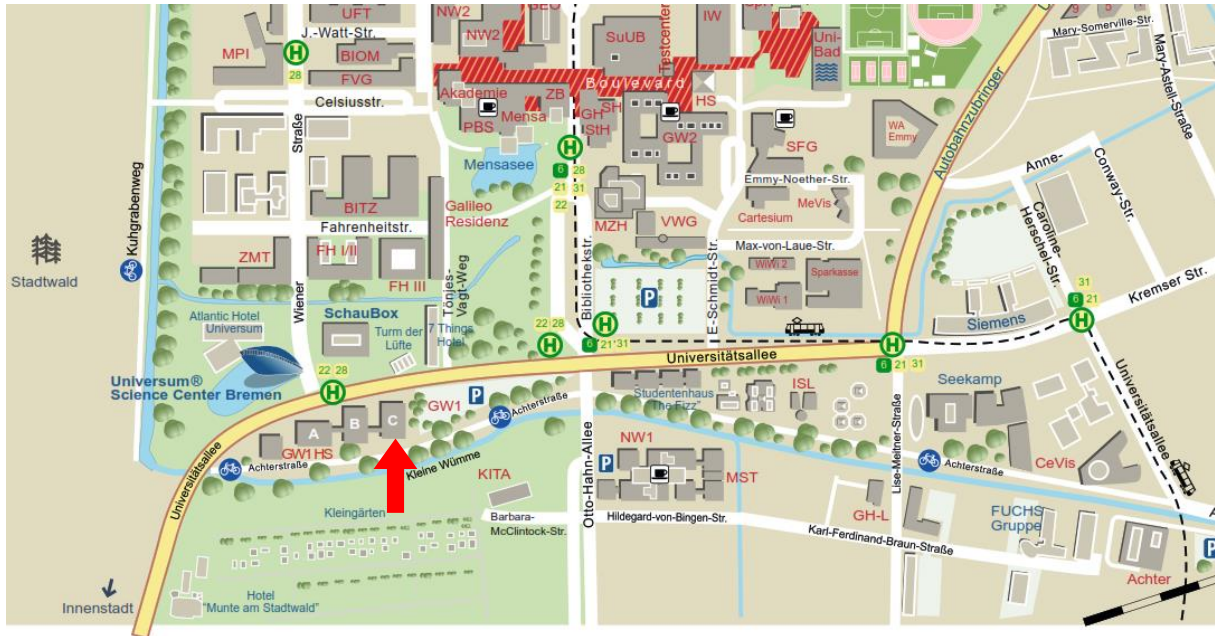 UFT
NW2
GEO
IW
J.-Watt-Str.
NW2
SuUB
Testcenter
Mary-Somerville-Str.
MPI
H
BIOM
Uni-
Bad
28
FVG
Boulevard
Celsiusstr.
Akademie
ZB
SH
HS
PBS
Mensa
GH
StH
GW2
SFG
WA
Emmy
Straße
Mensasee
H
6 28
21 31
22
Emmy-Noether-Str.
Anne-
Conway-Str.
Mary-Astell-Straße
Autobahnzubringer
Kuhgrabenweg
BITZ
Galileo
Residenz
MZH
VWG
Cartesium
MeVis
Caroline-
Herschel-Str.
Fahrenheitstr.
Max-von-Laue-Str.
Stadtwald
ZMT
FH I/II
FH III
Tönjes-
Vagt-Weg
Bibliothekstr.
P
E-Schmidt-Str.
WiWi 2
WiWi 1
Sparkasse
31
6 21
H
Kremser Str.
Wiener
Atlantic Hotel
Universum
SchauBox
Turm der
Lüfte
7 Things
Hotel
22 28
H
H
6 21 31
Siemens
Universitätsallee
H
6 21 31
Universum®
Science Center Bremen
22 28
H
P
Studentenhaus
"The Fizz"
ISL
Seekamp
Universitätsallee
A
B
C
GW1
Achterstraße
GW1 HS
Achterstraße
Kleine Wümme
KITA
Otto-Hahn-Allee
NW1
P
MST
Lise-Meitner-Straße
Achterstraße
CeVis
Universitätsallee
Kleingärten
Barbara-
McClintock-Str.
Hildegard-von-Bingen-Str.
GH-L
Karl-Ferdinand-Braun-Straße
FUCHS
Gruppe
A
P
Achter
Innenstadt
Hotel
"Munte am Stadtwald"